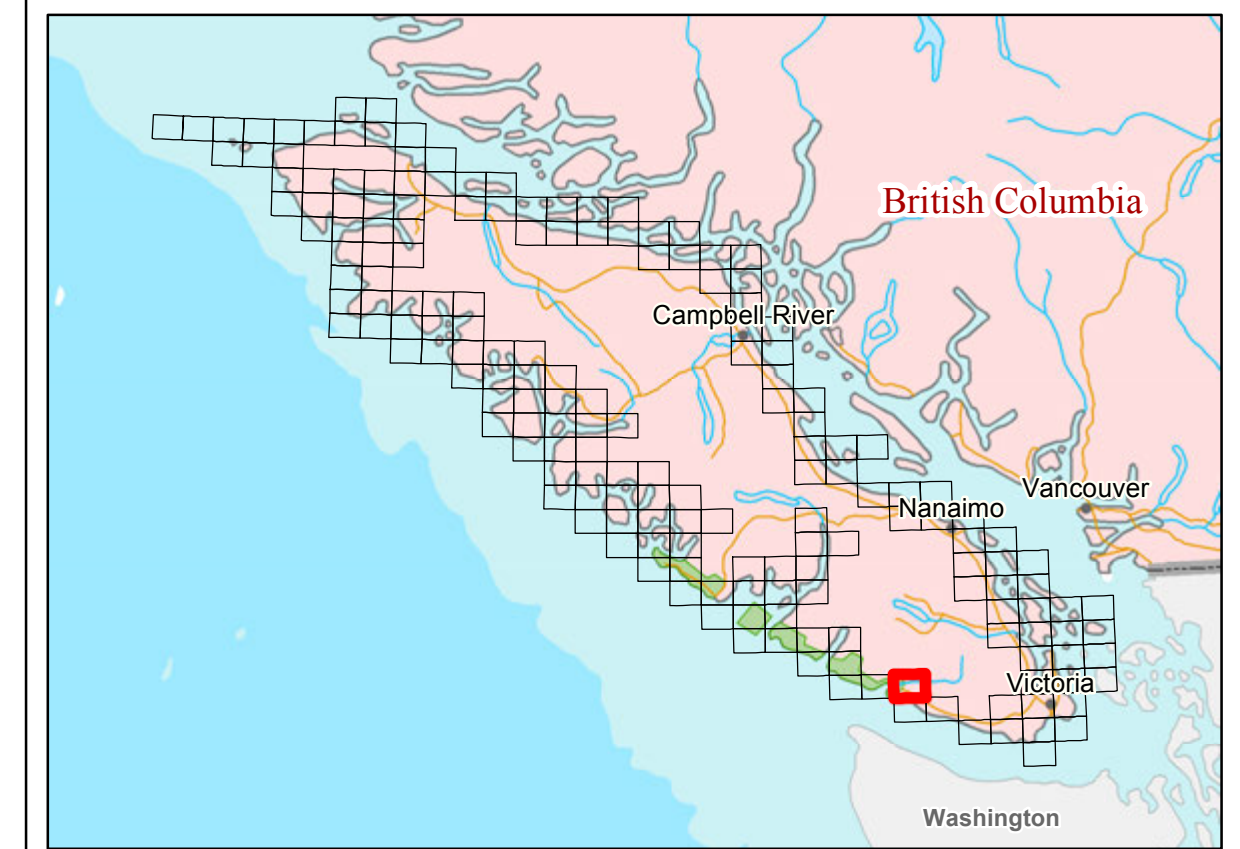 British Columbia
Campbell River
Vancouver
Nanaimo
Victoria
Washington